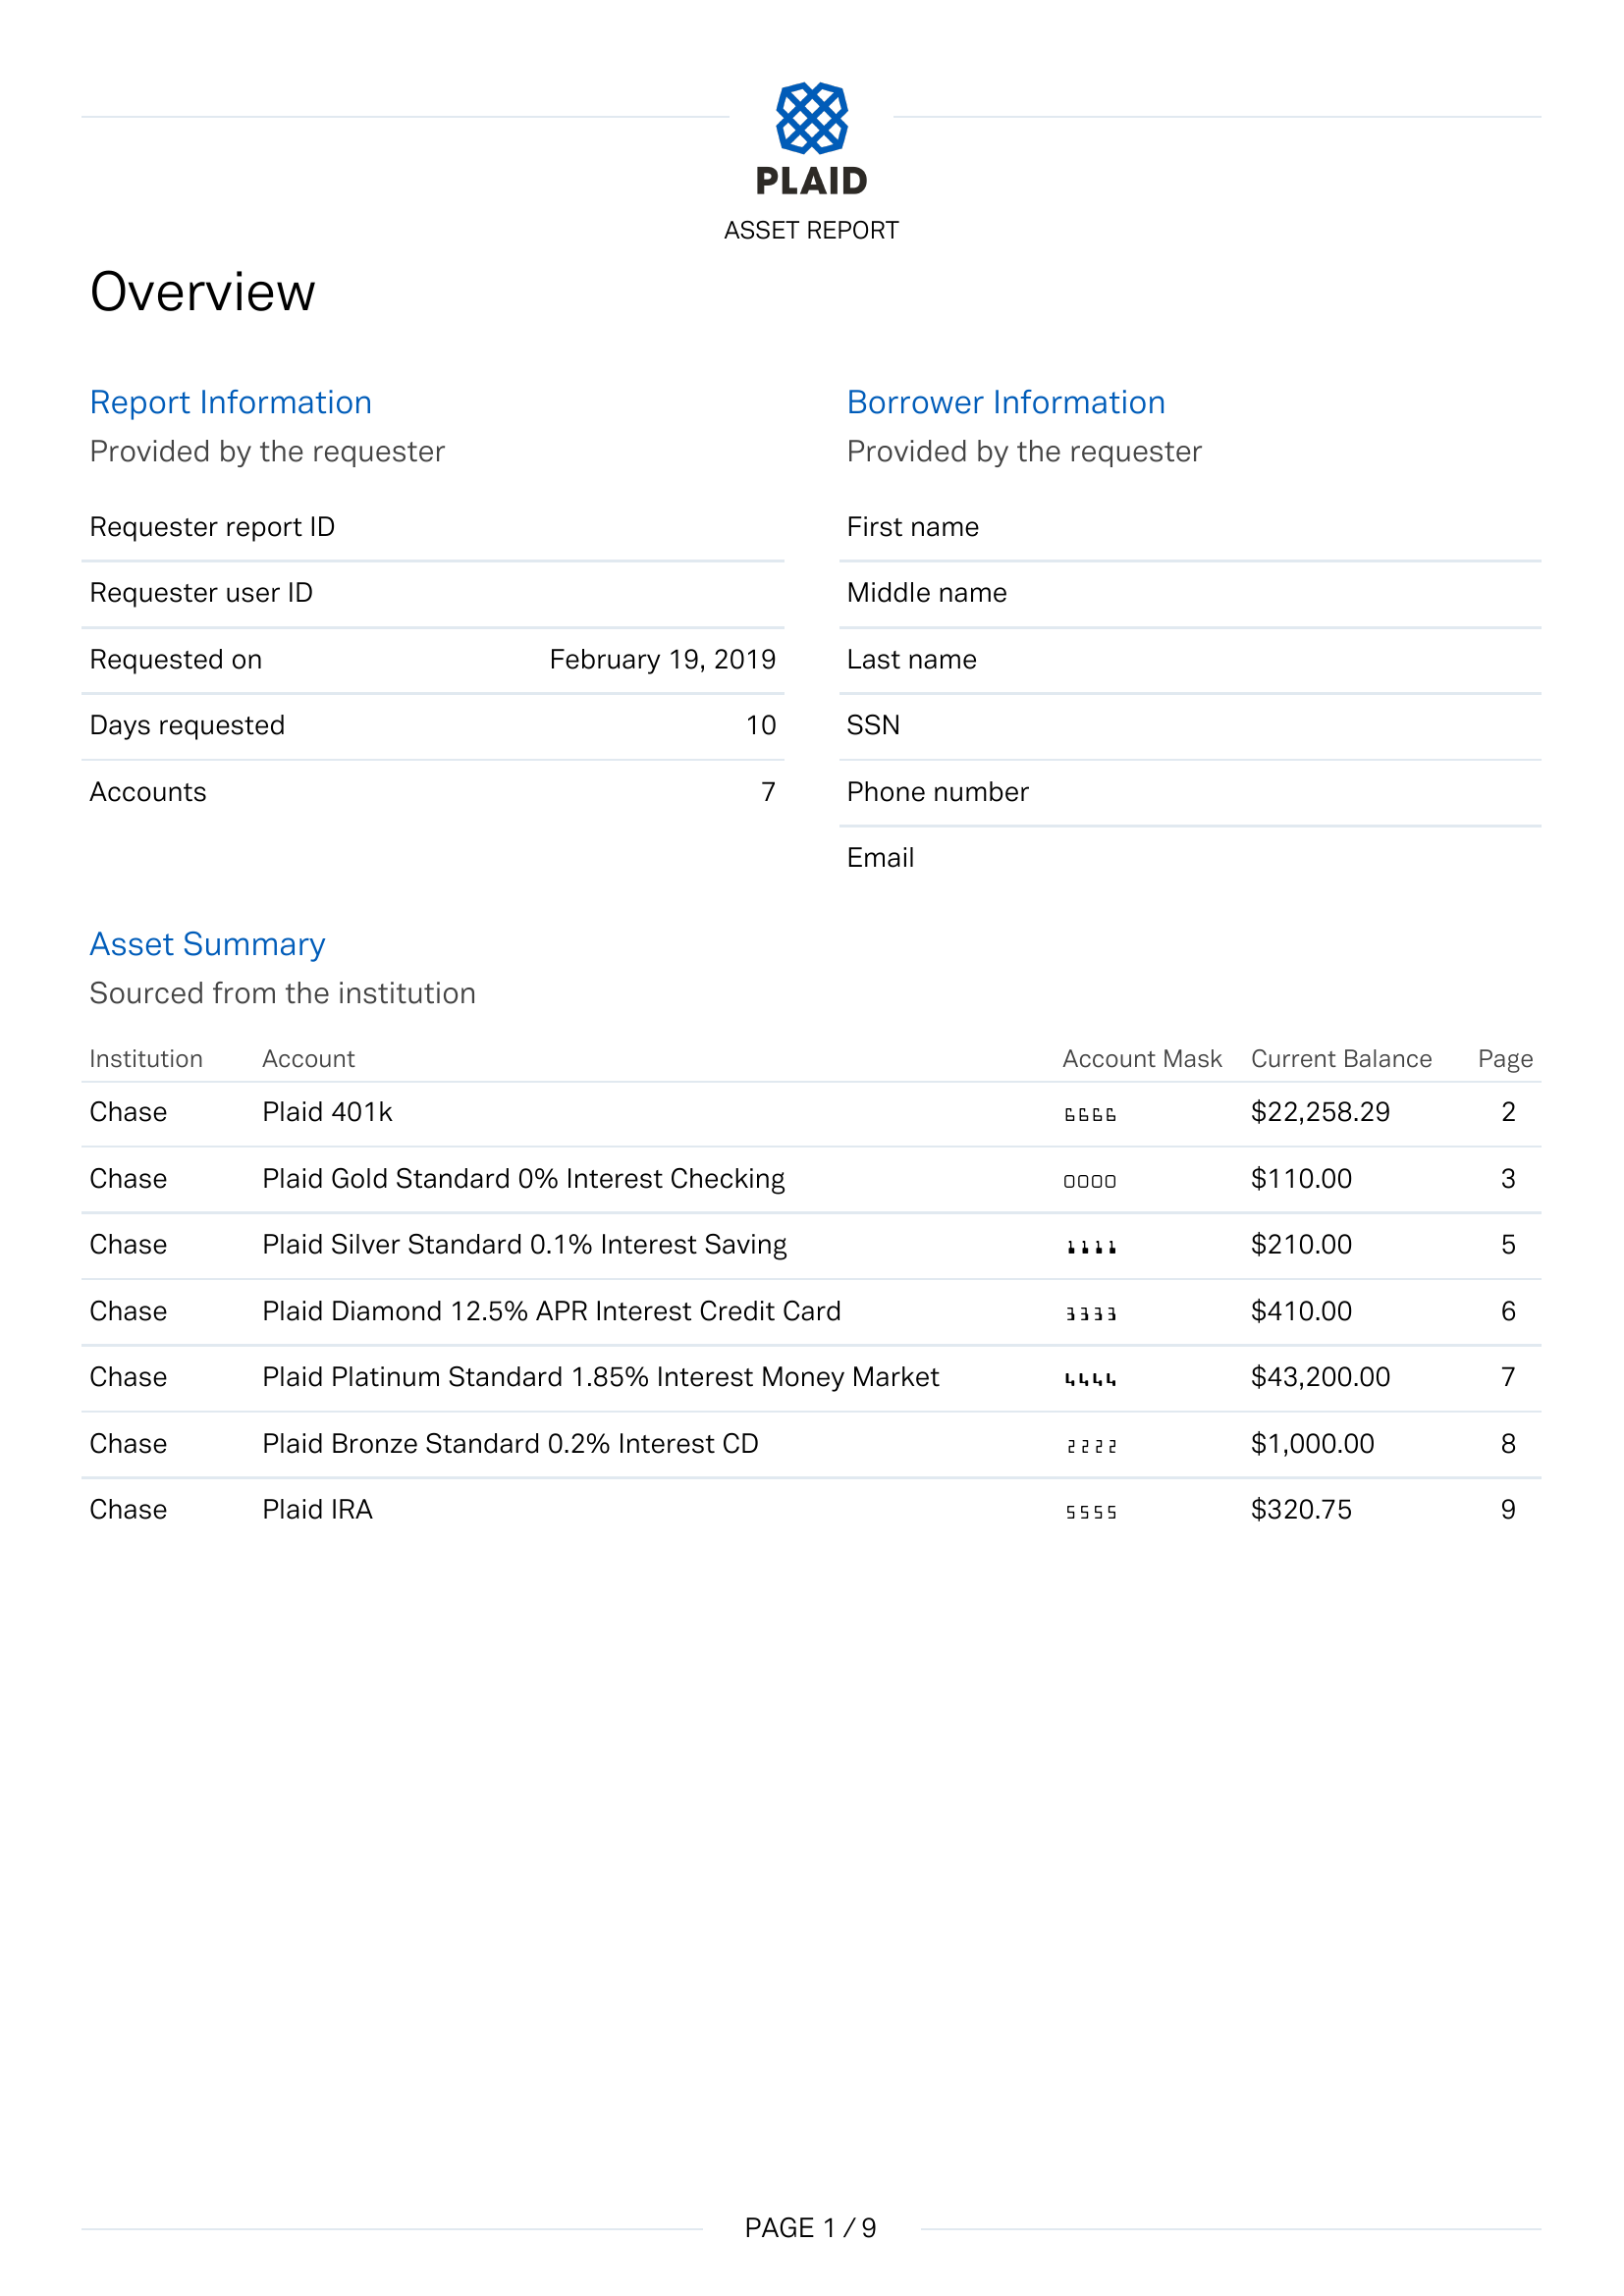 PLAID
ASSET REPORT
Overview
Report Information
Provided by the requester
Requester report ID
Requester user ID
Requested on February 19, 2019
Days requested 10
Accounts 7
Borrower Information
Provided by the requester
First name
Middle name
Last name
SSN
Phone number
Email
Asset Summary
Sourced from the institution
Institution Account Account Mask Current Balance Page
Chase Plaid 401k 6666 $22,258.29 2
Chase Plaid Gold Standard 0% Interest Checking 0000 $110.00 3
Chase Plaid Silver Standard 0.1% Interest Saving 1111 $210.00 5
Chase Plaid Diamond 12.5% APR Interest Credit Card 3333 $410.00 6
Chase Plaid Platinum Standard 1.85% Interest Money Market 4444 $43,200.00 7
Chase Plaid Bronze Standard 0.2% Interest CD 2222 $1,000.00 8
Chase Plaid IRA 5555 $320.75 9
PAGE 1 / 9